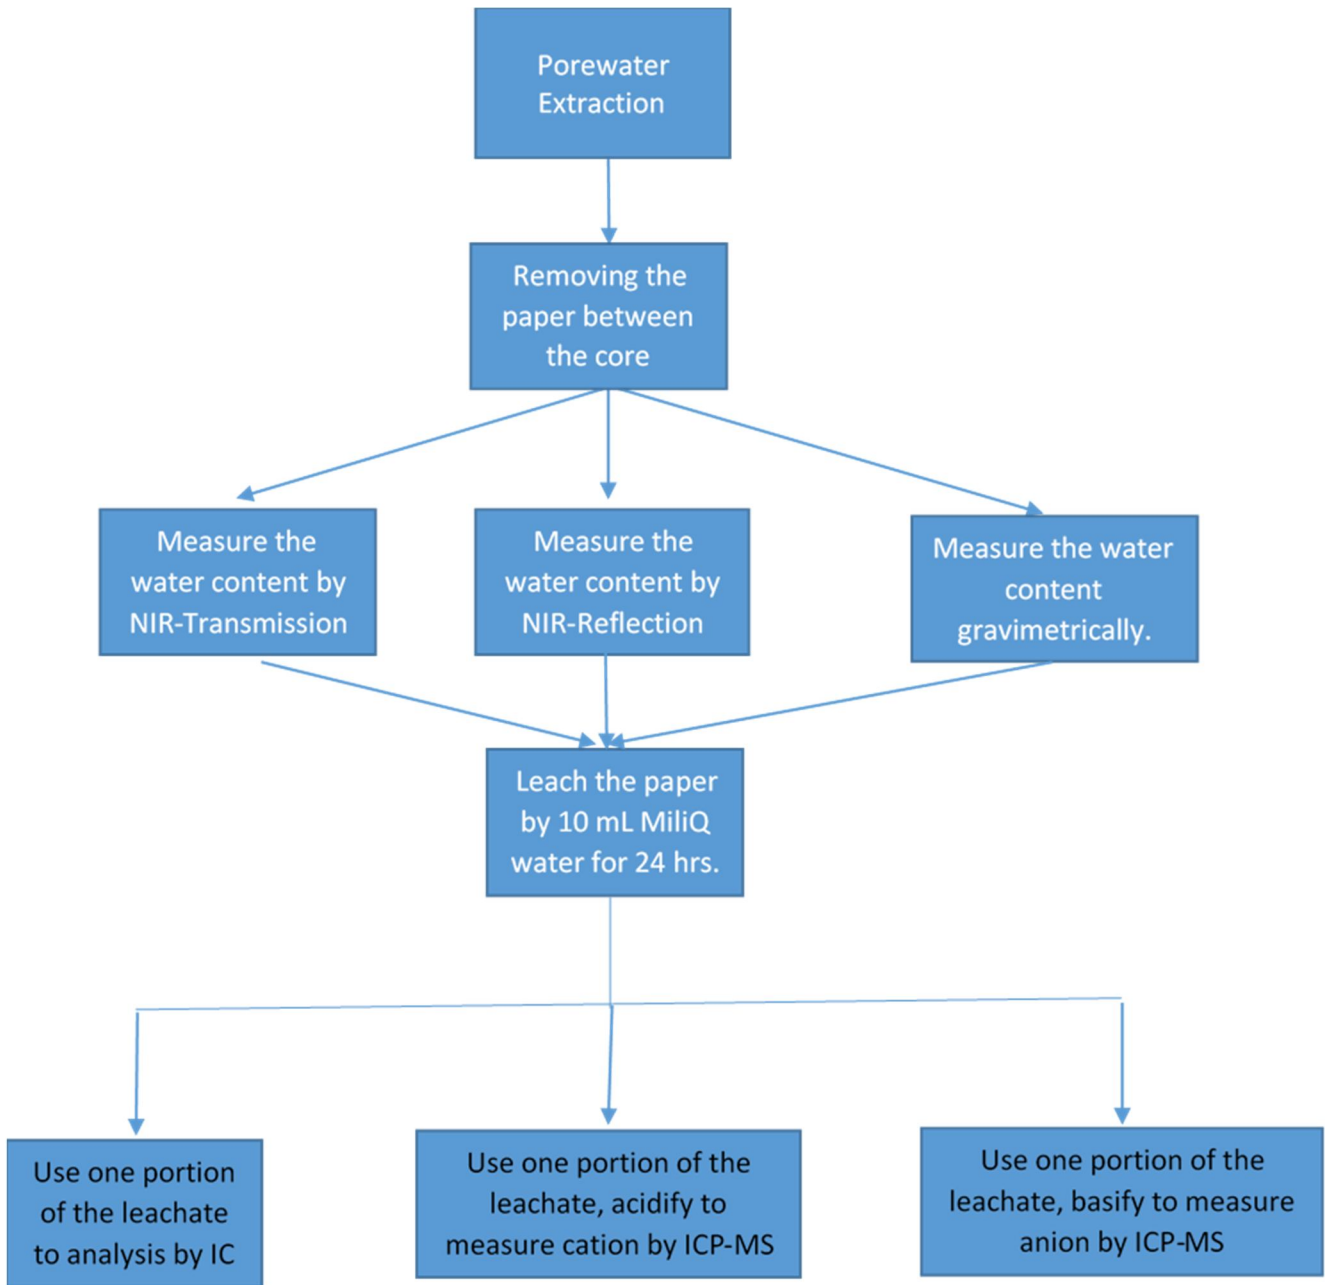 Porewater
Extraction
Removing the
paper between
the core
Measure the
water content by
NIR-Transmission
Measure the
water content by
NIR-Reflection
Measure the water
content
gravimetrically.
Leach the paper
by 10 mL MiliQ
water for 24 hrs.
Use one portion
of the leachate
to analysis by IC
Use one portion of the
leachate, acidify to
measure cation by ICP-MS
Use one portion of the
leachate, basify to measure
anion by ICP-MS